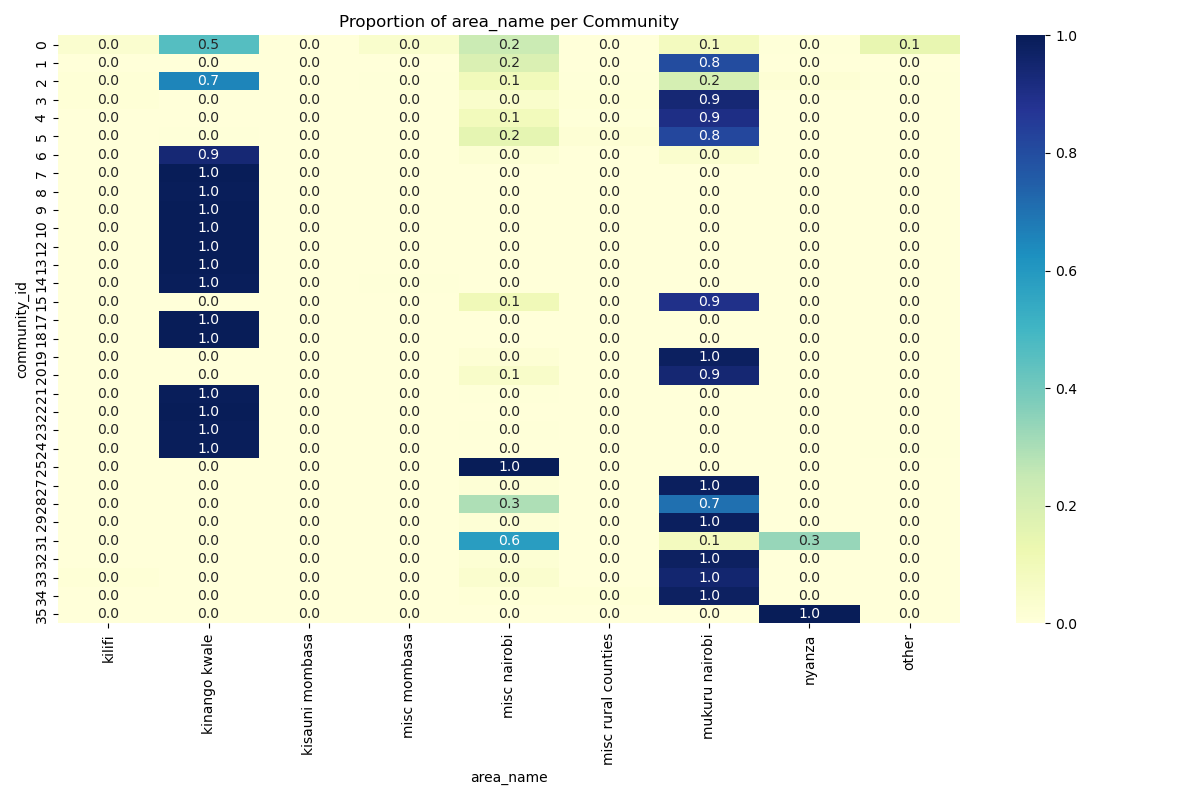 Proportion of area_name per Community
0 0.0 0.5 0.0 0.0 0.2 0.0 0.1 0.0 0.1
1 0.0 0.0 0.0 0.0 0.2 0.0 0.8 0.0 0.0
2 0.0 0.7 0.0 0.0 0.1 0.0 0.2 0.0 0.0
3 0.0 0.0 0.0 0.0 0.0 0.0 0.9 0.0 0.0
4 0.0 0.0 0.0 0.0 0.1 0.0 0.9 0.0 0.0
5 0.0 0.0 0.0 0.0 0.2 0.0 0.8 0.0 0.0
6 0.0 0.9 0.0 0.0 0.0 0.0 0.0 0.0 0.0
7 0.0 1.0 0.0 0.0 0.0 0.0 0.0 0.0 0.0
8 0.0 1.0 0.0 0.0 0.0 0.0 0.0 0.0 0.0
9 0.0 1.0 0.0 0.0 0.0 0.0 0.0 0.0 0.0
10 0.0 1.0 0.0 0.0 0.0 0.0 0.0 0.0 0.0
12 0.0 1.0 0.0 0.0 0.0 0.0 0.0 0.0 0.0
13 0.0 1.0 0.0 0.0 0.0 0.0 0.0 0.0 0.0
14 0.0 1.0 0.0 0.0 0.0 0.0 0.0 0.0 0.0
15 0.0 0.0 0.0 0.0 0.1 0.0 0.9 0.0 0.0
17 0.0 1.0 0.0 0.0 0.0 0.0 0.0 0.0 0.0
18 0.0 1.0 0.0 0.0 0.0 0.0 0.0 0.0 0.0
19 0.0 0.0 0.0 0.0 0.0 0.0 1.0 0.0 0.0
20 0.0 0.0 0.0 0.0 0.1 0.0 0.9 0.0 0.0
21 0.0 1.0 0.0 0.0 0.0 0.0 0.0 0.0 0.0
22 0.0 1.0 0.0 0.0 0.0 0.0 0.0 0.0 0.0
23 0.0 1.0 0.0 0.0 0.0 0.0 0.0 0.0 0.0
24 0.0 1.0 0.0 0.0 0.0 0.0 0.0 0.0 0.0
25 0.0 0.0 0.0 0.0 1.0 0.0 0.0 0.0 0.0
27 0.0 0.0 0.0 0.0 0.0 0.0 1.0 0.0 0.0
28 0.0 0.0 0.0 0.0 0.3 0.0 0.7 0.0 0.0
29 0.0 0.0 0.0 0.0 0.0 0.0 1.0 0.0 0.0
31 0.0 0.0 0.0 0.0 0.6 0.0 0.1 0.3 0.0
32 0.0 0.0 0.0 0.0 0.0 0.0 1.0 0.0 0.0
33 0.0 0.0 0.0 0.0 0.0 0.0 1.0 0.0 0.0
34 0.0 0.0 0.0 0.0 0.0 0.0 1.0 0.0 0.0
35 0.0 0.0 0.0 0.0 0.0 0.0 0.0 1.0 0.0
community_id
kilifi
kinango kwale
kisauni mombasa
misc mombasa
misc nairobi
misc rural counties
mukuru nairobi
nyanza
other
area_name
1.0
0.8
0.6
0.4
0.2
0.0